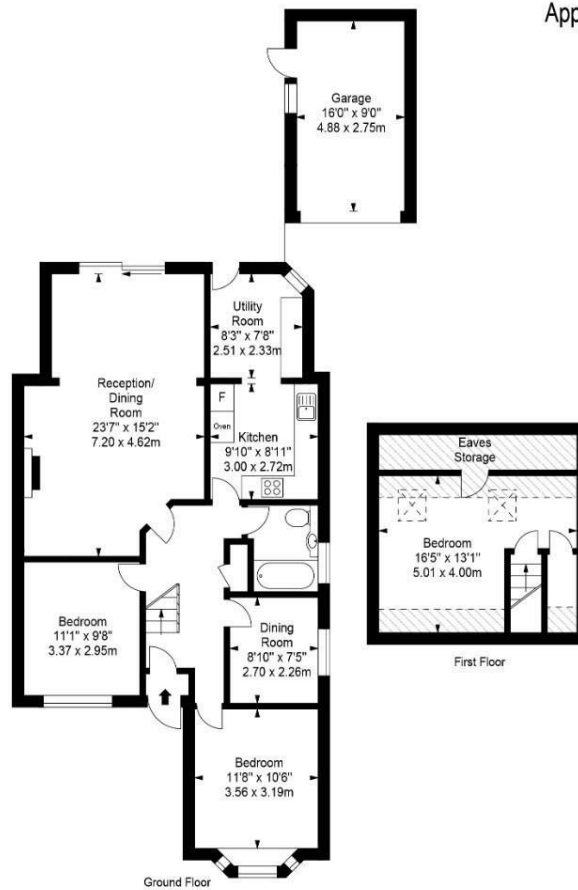 App
Garage
16'0" x 9'0"
4.88 x 2.75m
Utility
Room
8'3" x 7'8"
2.51 x 2.33m
Reception/
Dining
Room
23'7" x 15'2"
7.20 x 4.62m
F
Oven
Kitchen
9'10" x 8'11"
3.00 x 2.72m
Eaves
Storage
Bedroom
16'5" x 13'1"
5.01 x 4.00m
First Floor
Bedroom
11'1" x 9'8"
3.37 x 2.95m
Dining
Room
8'10" x 7'5"
2.70 x 2.26m
Bedroom
11'8" x 10'6"
3.56 x 3.19m
Ground Floor